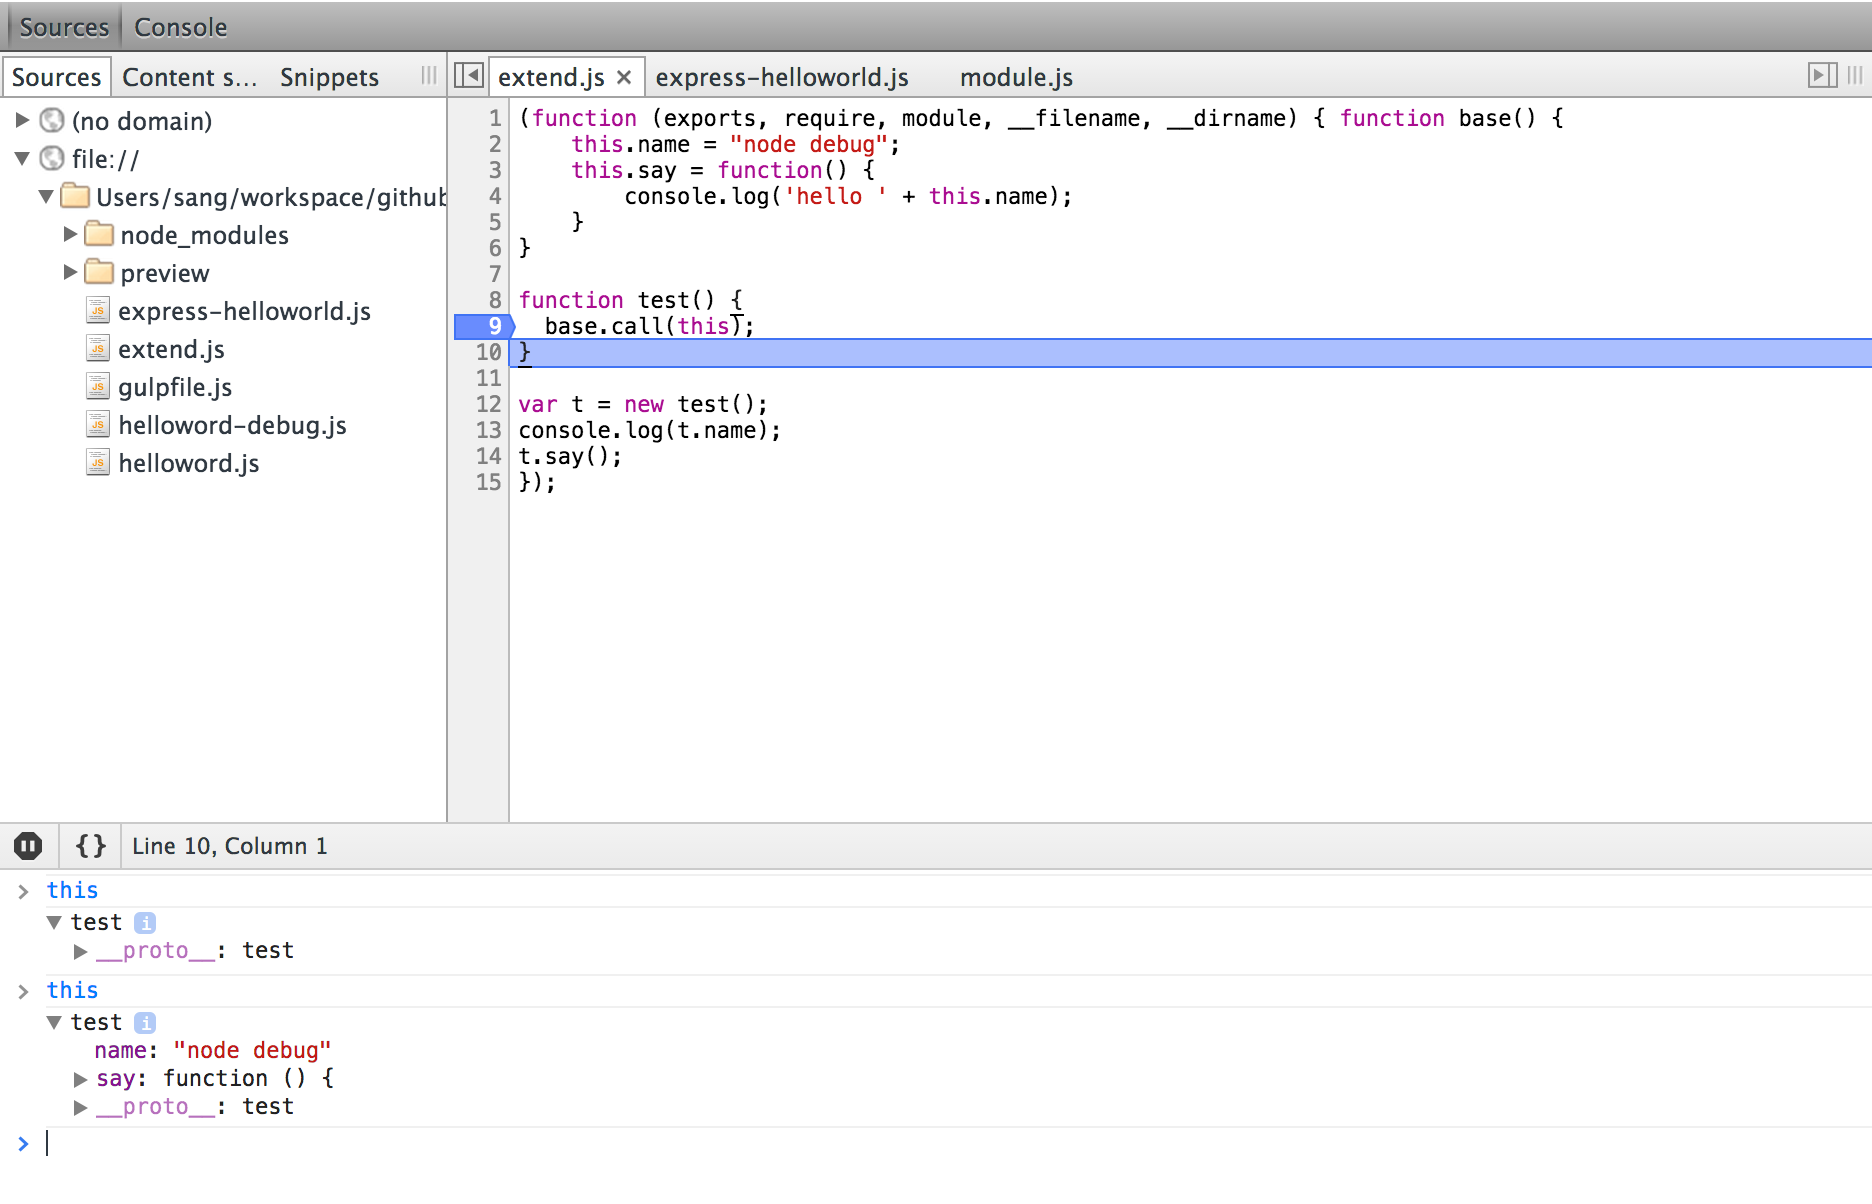 Sources Console
Sources Content s... Snippets
extend.js × express-helloworld.js module.js
(no domain)
file://
Users/sang/workspace/github
node_modules
preview
express-helloworld.js
extend.js
gulpfile.js
helloword-debug.js
helloword.js
1 (function (exports, require, module, __filename, __dirname) { function base() {
2     this.name = "node debug";
3     this.say = function() {
4         console.log('hello ' + this.name);
5     }
6 }
7
8 function test() {
9   base.call(this);
10 }
11
12 var t = new test();
13 console.log(t.name);
14 t.say();
15 });
{} Line 10, Column 1
> this
test i
__proto__: test
> this
test i
name: "node debug"
say: function () {
__proto__: test
>